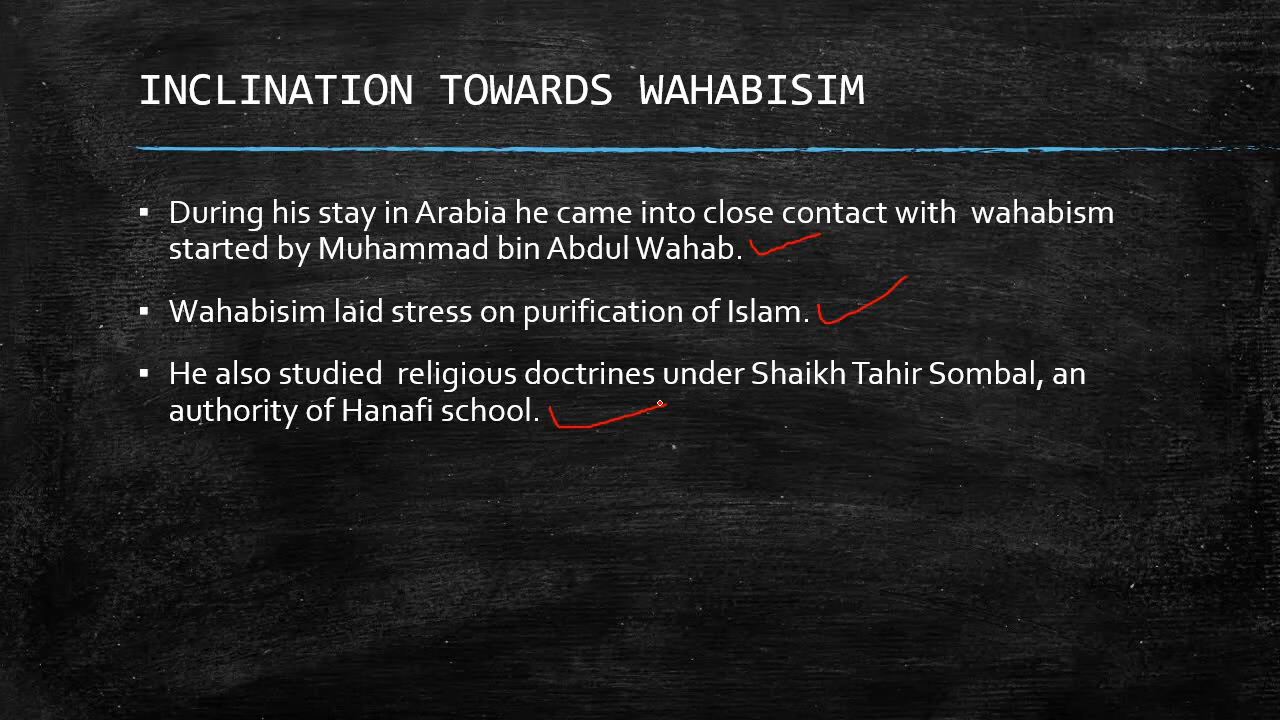 INCLINATION TOWARDS WAHABISIM
▪ During his stay in Arabia he came into close contact with  wahabism
started by Muhammad bin Abdul Wahab.
▪ Wahabisim laid stress on purification of Islam.
▪ He also studied  religious doctrines under Shaikh Tahir Sombal, an
authority of Hanafi school.